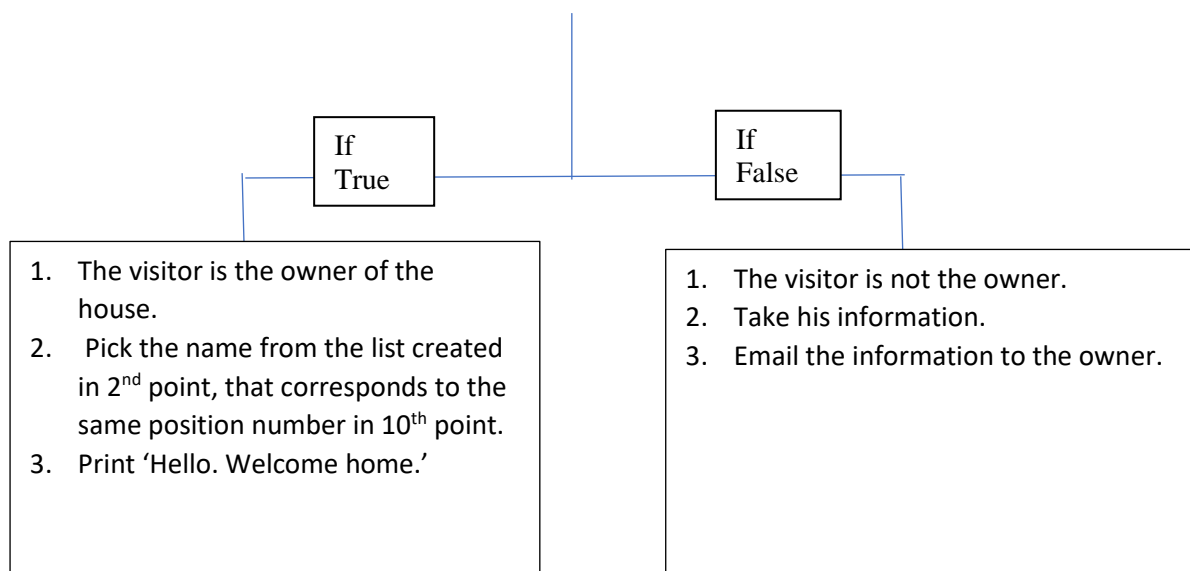 If
True
If
False
1. The visitor is the owner of the
house.
2. Pick the name from the list created
in 2nd point, that corresponds to the
same position number in 10th point.
3. Print ‘Hello. Welcome home.’
1. The visitor is not the owner.
2. Take his information.
3. Email the information to the owner.